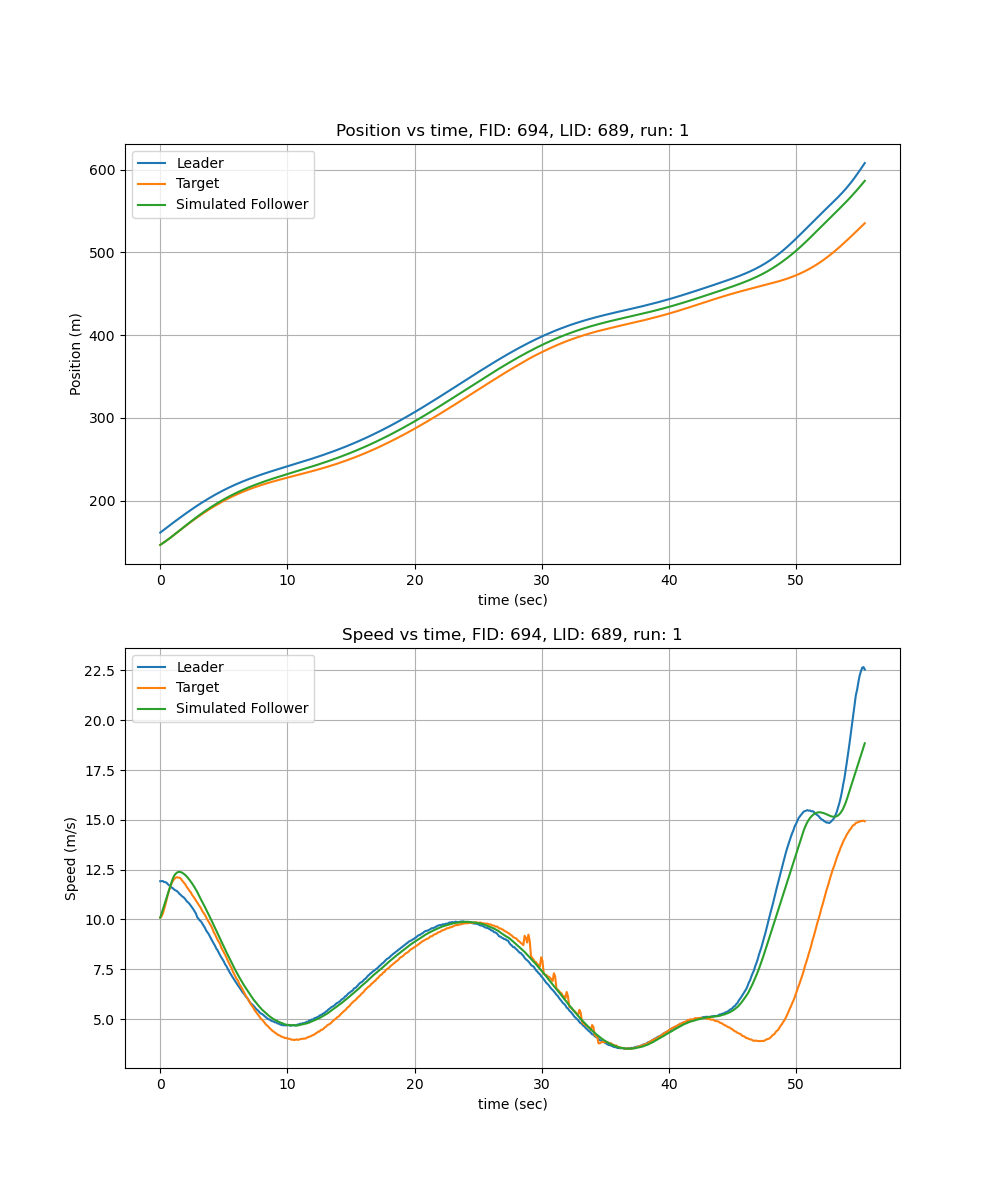 Position vs time, FID: 694, LID: 689, run: 1
Leader
Target
Simulated Follower
600
500
400
300
200
Position (m)
0 10 20 30 40 50
time (sec)
Speed vs time, FID: 694, LID: 689, run: 1
Leader
Target
Simulated Follower
22.5
20.0
17.5
15.0
12.5
10.0
7.5
5.0
Speed (m/s)
0 10 20 30 40 50
time (sec)